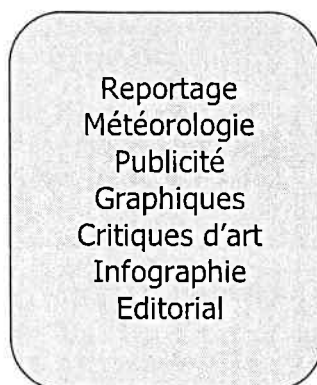 Reportage
Météorologie
Publicité
Graphiques
Critiques d'art
Infographie
Editorial